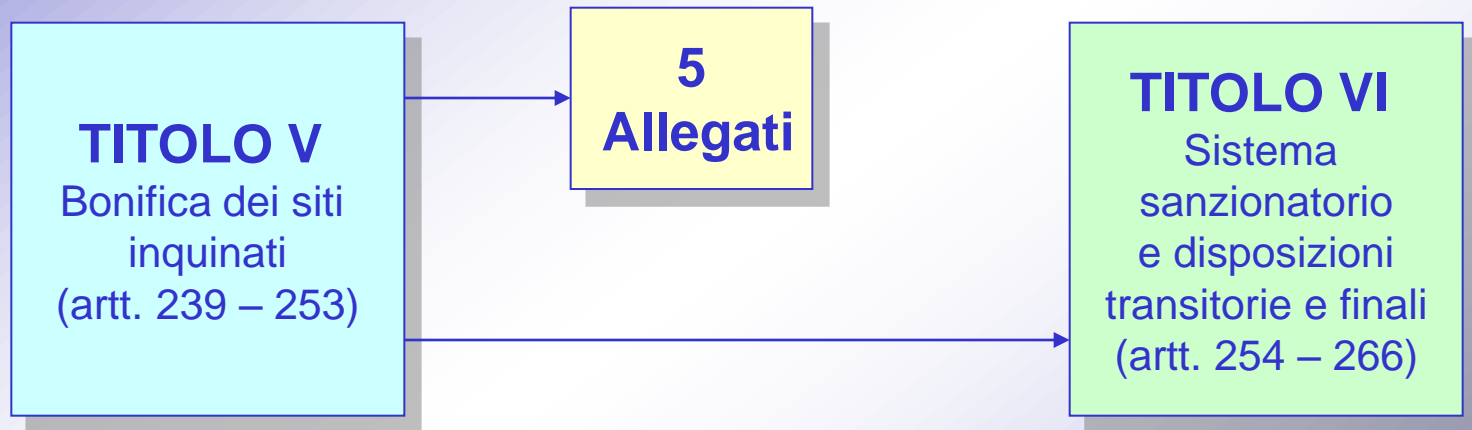 TITOLO V
Bonifica dei siti
inquinati
(artt. 239 – 253)
5
Allegati
TITOLO VI
Sistema
sanzionatorio
e disposizioni
transitorie e finali
(artt. 254 – 266)